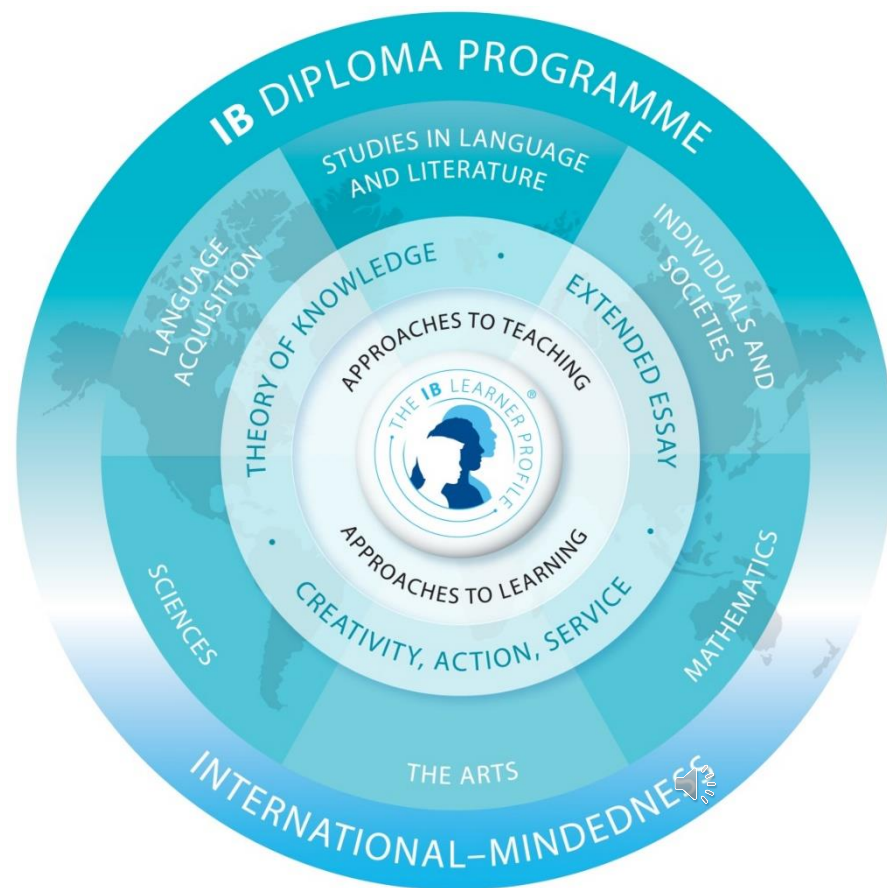 IB DIPLOMA PROGRAMME
STUDIES IN LANGUAGE
AND LITERATURE
LANGUAGE
ACQUISITION
INDIVIDUALS AND
SOCIETIES
THEORY OF KNOWLEDGE •
EXTENDED ESSAY •
APPROACHES TO TEACHING
• THE IB LEARNER PROFILE •
®
APPROACHES TO LEARNING
• CREATIVITY, ACTION, SERVICE
SCIENCES
MATHEMATICS
THE ARTS
INTERNATIONAL–MINDEDNESS